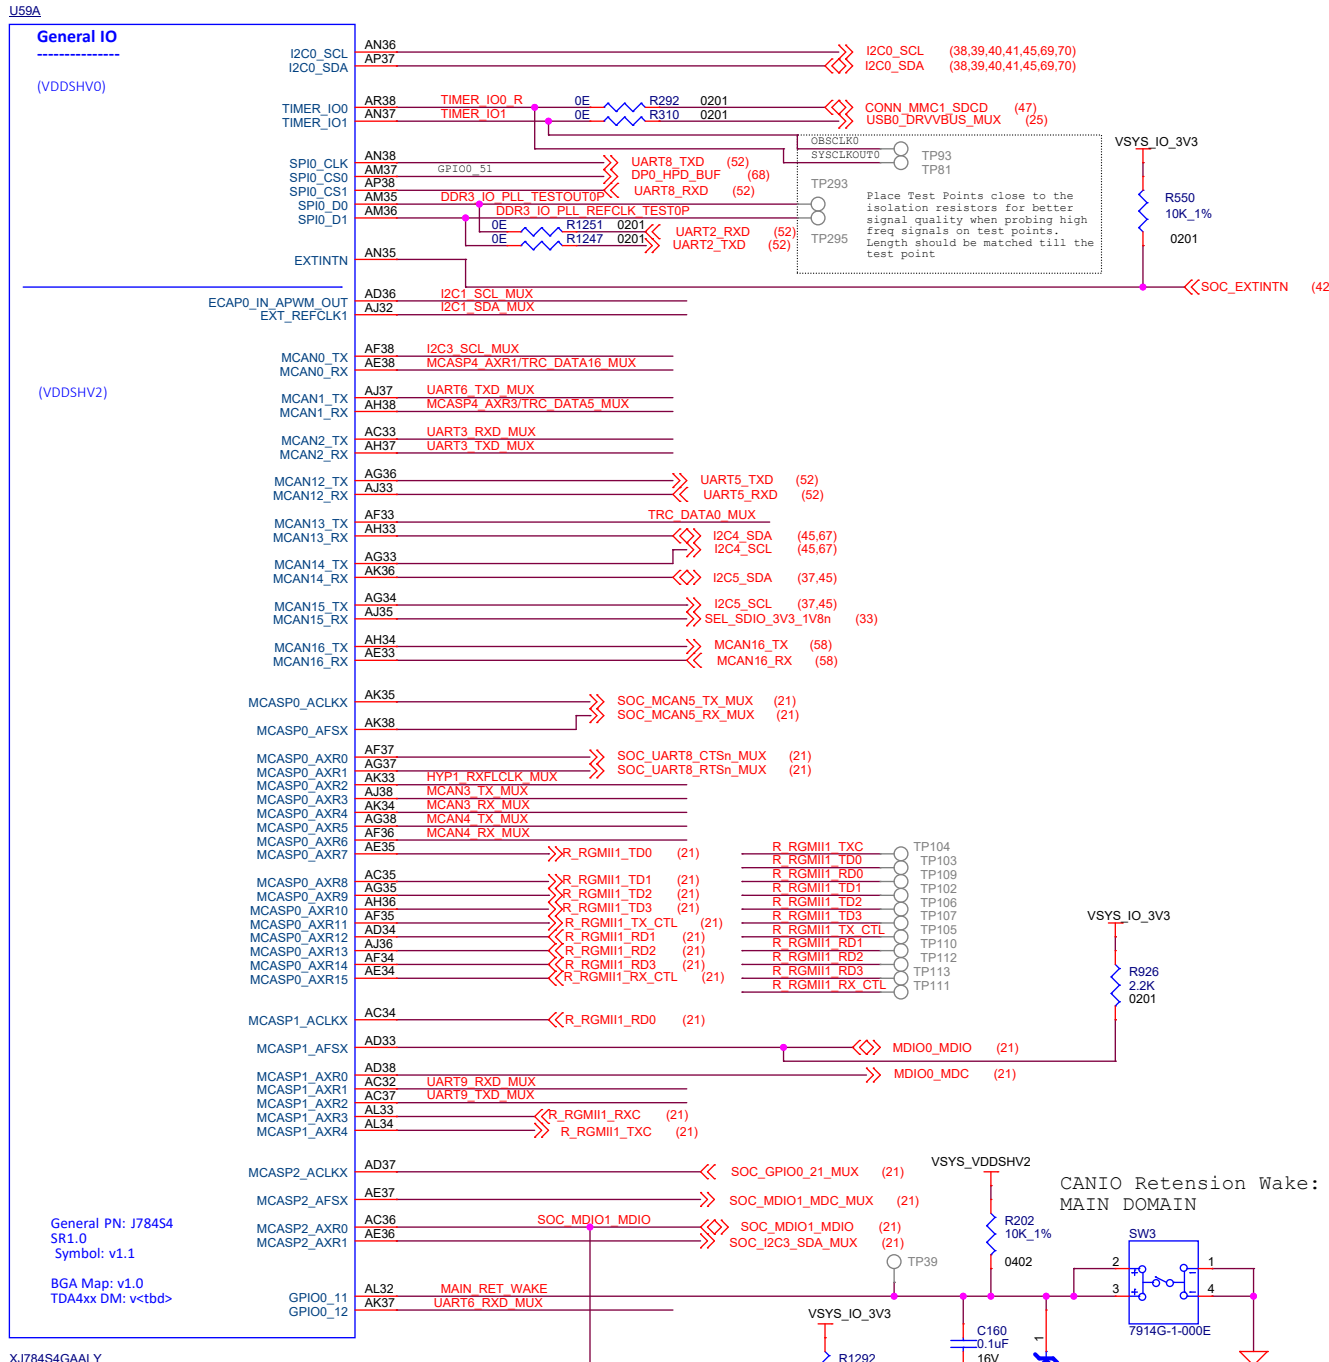 U59A
General IO
--------------
(VDDSHV0)
I2C0_SCL AN36 I2C0_SCL (38,39,40,41,45,69,70)
I2C0_SDA AP37 I2C0_SDA (38,39,40,41,45,69,70)
TIMER_IO0 AR38 TIMER_IO0_R 0E R292 0201 CONN_MMC1_SDCD (47)
TIMER_IO1 AN37 TIMER_IO1 0E R310 0201 USB0_DRVVBUS_MUX (25)
OBSCLK0 TP93
SYSCLKOUT0 TP81
VSYS_IO_3V3
SPI0_CLK AN38 UART8_TXD (52)
SPI0_CS0 AM37 GPIO0_51 DP0_HPD_BUF (68)
SPI0_CS1 AP38 UART8_RXD (52)
SPI0_D0 AM35 DDR3_IO_PLL_TESTOUT0P TP293
SPI0_D1 AM36 DDR3_IO_PLL_REFCLK_TEST0P TP295
0E R1251 0201 UART2_RXD (52)
0E R1247 0201 UART2_TXD (52)
Place Test Points close to the
isolation resistors for better
signal quality when probing high
freq signals on test points.
Length should be matched till the
test point
R550
10K_1%
0201
EXTINTN AN35 SOC_EXTINTN (42
ECAP0_IN_APWM_OUT AD36 I2C1_SCL_MUX
EXT_REFCLK1 AJ32 I2C1_SDA_MUX
(VDDSHV2)
MCAN0_TX AF38 I2C3_SCL_MUX
MCAN0_RX AE38 MCASP4_AXR1/TRC_DATA16_MUX
MCAN1_TX AJ37 UART6_TXD_MUX
MCAN1_RX AH38 MCASP4_AXR3/TRC_DATA5_MUX
MCAN2_TX AC33 UART3_RXD_MUX
MCAN2_RX AH37 UART3_TXD_MUX
MCAN12_TX AG36 UART5_TXD (52)
MCAN12_RX AJ33 UART5_RXD (52)
MCAN13_TX AF33 TRC_DATA0_MUX
MCAN13_RX AH33 I2C4_SDA (45,67)
MCAN14_TX AG33 I2C4_SCL (45,67)
MCAN14_RX AK36 I2C5_SDA (37,45)
MCAN15_TX AG34 I2C5_SCL (37,45)
MCAN15_RX AJ35 SEL_SDIO_3V3_1V8n (33)
MCAN16_TX AH34 MCAN16_TX (58)
MCAN16_RX AE33 MCAN16_RX (58)
MCASP0_ACLKX AK35 SOC_MCAN5_TX_MUX (21)
MCASP0_AFSX AK38 SOC_MCAN5_RX_MUX (21)
MCASP0_AXR0 AF37 SOC_UART8_CTSn_MUX (21)
MCASP0_AXR1 AG37 SOC_UART8_RTSn_MUX (21)
MCASP0_AXR2 AK33 HYP1_RXFLCLK_MUX
MCASP0_AXR3 AJ38 MCAN3_TX_MUX
MCASP0_AXR4 AK34 MCAN3_RX_MUX
MCASP0_AXR5 AG38 MCAN4_TX_MUX
MCASP0_AXR6 AF36 MCAN4_RX_MUX
MCASP0_AXR7 AE35 R_RGMII1_TD0 (21)
MCASP0_AXR8 AC35 R_RGMII1_TD1 (21)
MCASP0_AXR9 AG35 R_RGMII1_TD2 (21)
MCASP0_AXR10 AH36 R_RGMII1_TD3 (21)
MCASP0_AXR11 AF35 R_RGMII1_TX_CTL (21)
MCASP0_AXR12 AD34 R_RGMII1_RD1 (21)
MCASP0_AXR13 AJ36 R_RGMII1_RD2 (21)
MCASP0_AXR14 AF34 R_RGMII1_RD3 (21)
MCASP0_AXR15 AE34 R_RGMII1_RX_CTL (21)
R_RGMII1_TXC TP104
R_RGMII1_TD0 TP103
R_RGMII1_RD0 TP109
R_RGMII1_TD1 TP102
R_RGMII1_TD2 TP106
R_RGMII1_TD3 TP107
R_RGMII1_TX_CTL TP105
R_RGMII1_RD1 TP110
R_RGMII1_RD2 TP112
R_RGMII1_RD3 TP113
R_RGMII1_RX_CTL TP111
VSYS_IO_3V3
R926
2.2K
0201
MCASP1_ACLKX AC34 R_RGMII1_RD0 (21)
MCASP1_AFSX AD33 MDIO0_MDIO (21)
MCASP1_AXR0 AD38 MDIO0_MDC (21)
MCASP1_AXR1 AC32 UART9_RXD_MUX
MCASP1_AXR2 AC37 UART9_TXD_MUX
MCASP1_AXR3 AL33 R_RGMII1_RXC (21)
MCASP1_AXR4 AL34 R_RGMII1_TXC (21)
MCASP2_ACLKX AD37 SOC_GPIO0_21_MUX (21)
MCASP2_AFSX AE37 SOC_MDIO1_MDC_MUX (21)
MCASP2_AXR0 AC36 SOC_MDIO1_MDIO SOC_MDIO1_MDIO (21)
MCASP2_AXR1 AE36 SOC_I2C3_SDA_MUX (21)
VSYS_VDDSHV2
CANIO Retension Wake:
MAIN DOMAIN
R202
10K_1%
0402
SW3
2 1
3 4
7914G-1-000E
TP39
General PN: J784S4
SR1.0
Symbol: v1.1
BGA Map: v1.0
TDA4xx DM: v<tbd>
GPIO0_11 AL32 MAIN_RET_WAKE
GPIO0_12 AK37 UART6_RXD_MUX
VSYS_IO_3V3
C160
0.1uF
16V
1
R1292
XJ784S4GAALY